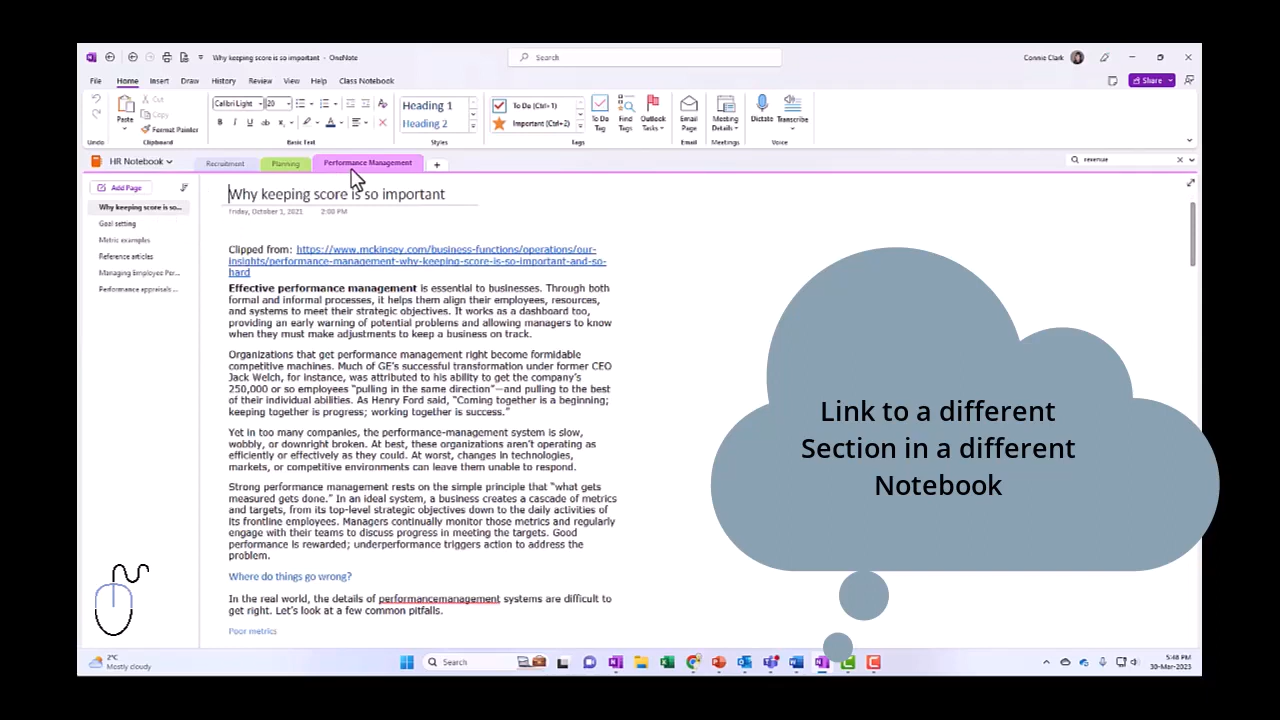 Why keeping score is so important - OneNote
Search
Connie Clark
File Home Insert Draw History Review View Help Class Notebook
Share
Paste
Cut
Copy
Format Painter
Calibri Light 20
Heading 1
Heading 2
To Do (Ctrl+1)
Important (Ctrl+2)
To Do Tag
Find Tags
Outlook Tasks
Email Page
Meeting Details
Dictate
Transcribe
Undo Clipboard Basic Text Styles Tags Email Meetings Voice
HR Notebook Recruitment Planning Performance Management
revenue
Add Page
Why keeping score is so...
Goal setting
Metric examples
Reference articles
Managing Employee Per...
Performance appraisals ...
Why keeping score is so important
Friday, October 1, 2021 2:08 PM
Clipped from: https://www.mckinsey.com/business-functions/operations/our-
insights/performance-management-why-keeping-score-is-so-important-and-so-
hard
Effective performance management is essential to businesses. Through both
formal and informal processes, it helps them align their employees, resources,
and systems to meet their strategic objectives. It works as a dashboard too,
providing an early warning of potential problems and allowing managers to know
when they must make adjustments to keep a business on track.
Organizations that get performance management right become formidable
competitive machines. Much of GE's successful transformation under former CEO
Jack Welch, for instance, was attributed to his ability to get the company's
250,000 or so employees “pulling in the same direction”—and pulling to the best
of their individual abilities. As Henry Ford said, “Coming together is a beginning;
keeping together is progress; working together is success.”
Yet in too many companies, the performance-management system is slow,
wobbly, or downright broken. At best, these organizations aren't operating as
efficiently or effectively as they could. At worst, changes in technologies,
markets, or competitive environments can leave them unable to respond.
Strong performance management rests on the simple principle that “what gets
measured gets done.” In an ideal system, a business creates a cascade of metrics
and targets, from its top-level strategic objectives down to the daily activities of
its frontline employees. Managers continually monitor those metrics and regularly
engage with their teams to discuss progress in meeting the targets. Good
performance is rewarded; underperformance triggers action to address the
problem.
Where do things go wrong?
In the real world, the details of performancemanagement systems are difficult to
get right. Let's look at a few common pitfalls.
Poor metrics
Link to a different
Section in a different
Notebook
2°C
Mostly cloudy
Search
5:48 PM
30-Mar-2023